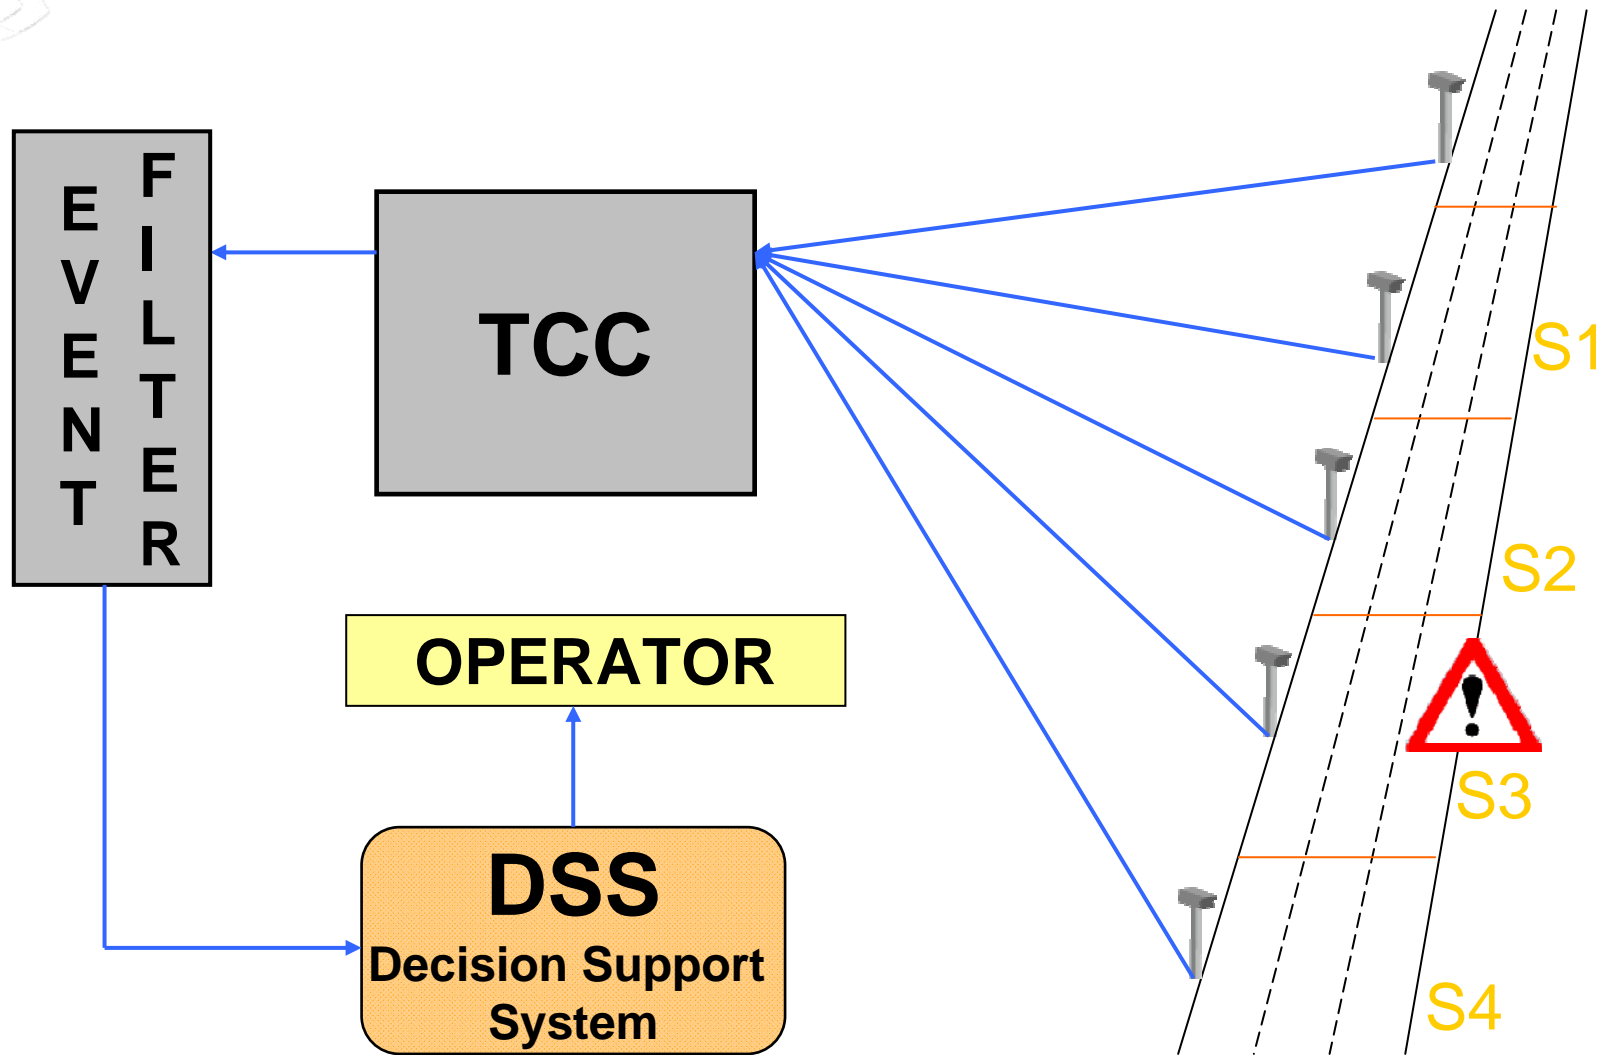 EVENT
FILTER
TCC
OPERATOR
DSS
Decision Support
System
S1
S2
S3
S4